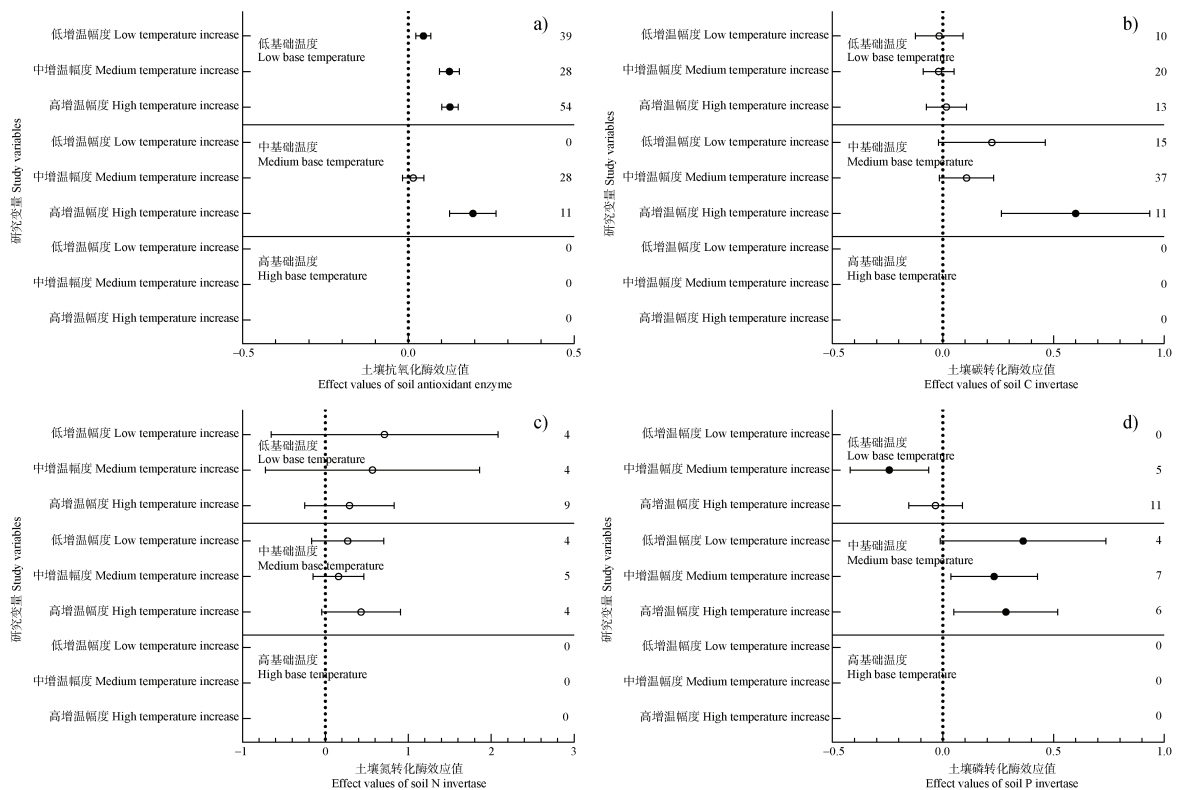 a)
低增温幅度 Low temperature increase
低基础温度
Low base temperature
39
中增温幅度 Medium temperature increase
28
高增温幅度 High temperature increase
54
低增温幅度 Low temperature increase
中基础温度
Medium base temperature
0
中增温幅度 Medium temperature increase
28
高增温幅度 High temperature increase
11
低增温幅度 Low temperature increase
高基础温度
High base temperature
0
中增温幅度 Medium temperature increase
0
高增温幅度 High temperature increase
0
研究变量 Study variables
−0.5
0.0
0.5
土壤抗氧化酶效应值
Effect values of soil antioxidant enzyme
b)
低增温幅度 Low temperature increase
低基础温度
Low base temperature
10
中增温幅度 Medium temperature increase
20
高增温幅度 High temperature increase
13
低增温幅度 Low temperature increase
中基础温度
Medium base temperature
15
中增温幅度 Medium temperature increase
37
高增温幅度 High temperature increase
11
低增温幅度 Low temperature increase
高基础温度
High base temperature
0
中增温幅度 Medium temperature increase
0
高增温幅度 High temperature increase
0
研究变量 Study variables
−0.5
0.0
0.5
1.0
土壤碳转化酶效应值
Effect values of soil C invertase
c)
低增温幅度 Low temperature increase
低基础温度
Low base temperature
4
中增温幅度 Medium temperature increase
4
高增温幅度 High temperature increase
9
低增温幅度 Low temperature increase
中基础温度
Medium base temperature
4
中增温幅度 Medium temperature increase
5
高增温幅度 High temperature increase
4
低增温幅度 Low temperature increase
高基础温度
High base temperature
0
中增温幅度 Medium temperature increase
0
高增温幅度 High temperature increase
0
研究变量 Study variables
−1
0
1
2
3
土壤氮转化酶效应值
Effect values of soil N invertase
d)
低增温幅度 Low temperature increase
低基础温度
Low base temperature
0
中增温幅度 Medium temperature increase
5
高增温幅度 High temperature increase
11
低增温幅度 Low temperature increase
中基础温度
Medium base temperature
4
中增温幅度 Medium temperature increase
7
高增温幅度 High temperature increase
6
低增温幅度 Low temperature increase
高基础温度
High base temperature
0
中增温幅度 Medium temperature increase
0
高增温幅度 High temperature increase
0
研究变量 Study variables
−0.5
0.0
0.5
1.0
土壤磷转化酶效应值
Effect values of soil P invertase